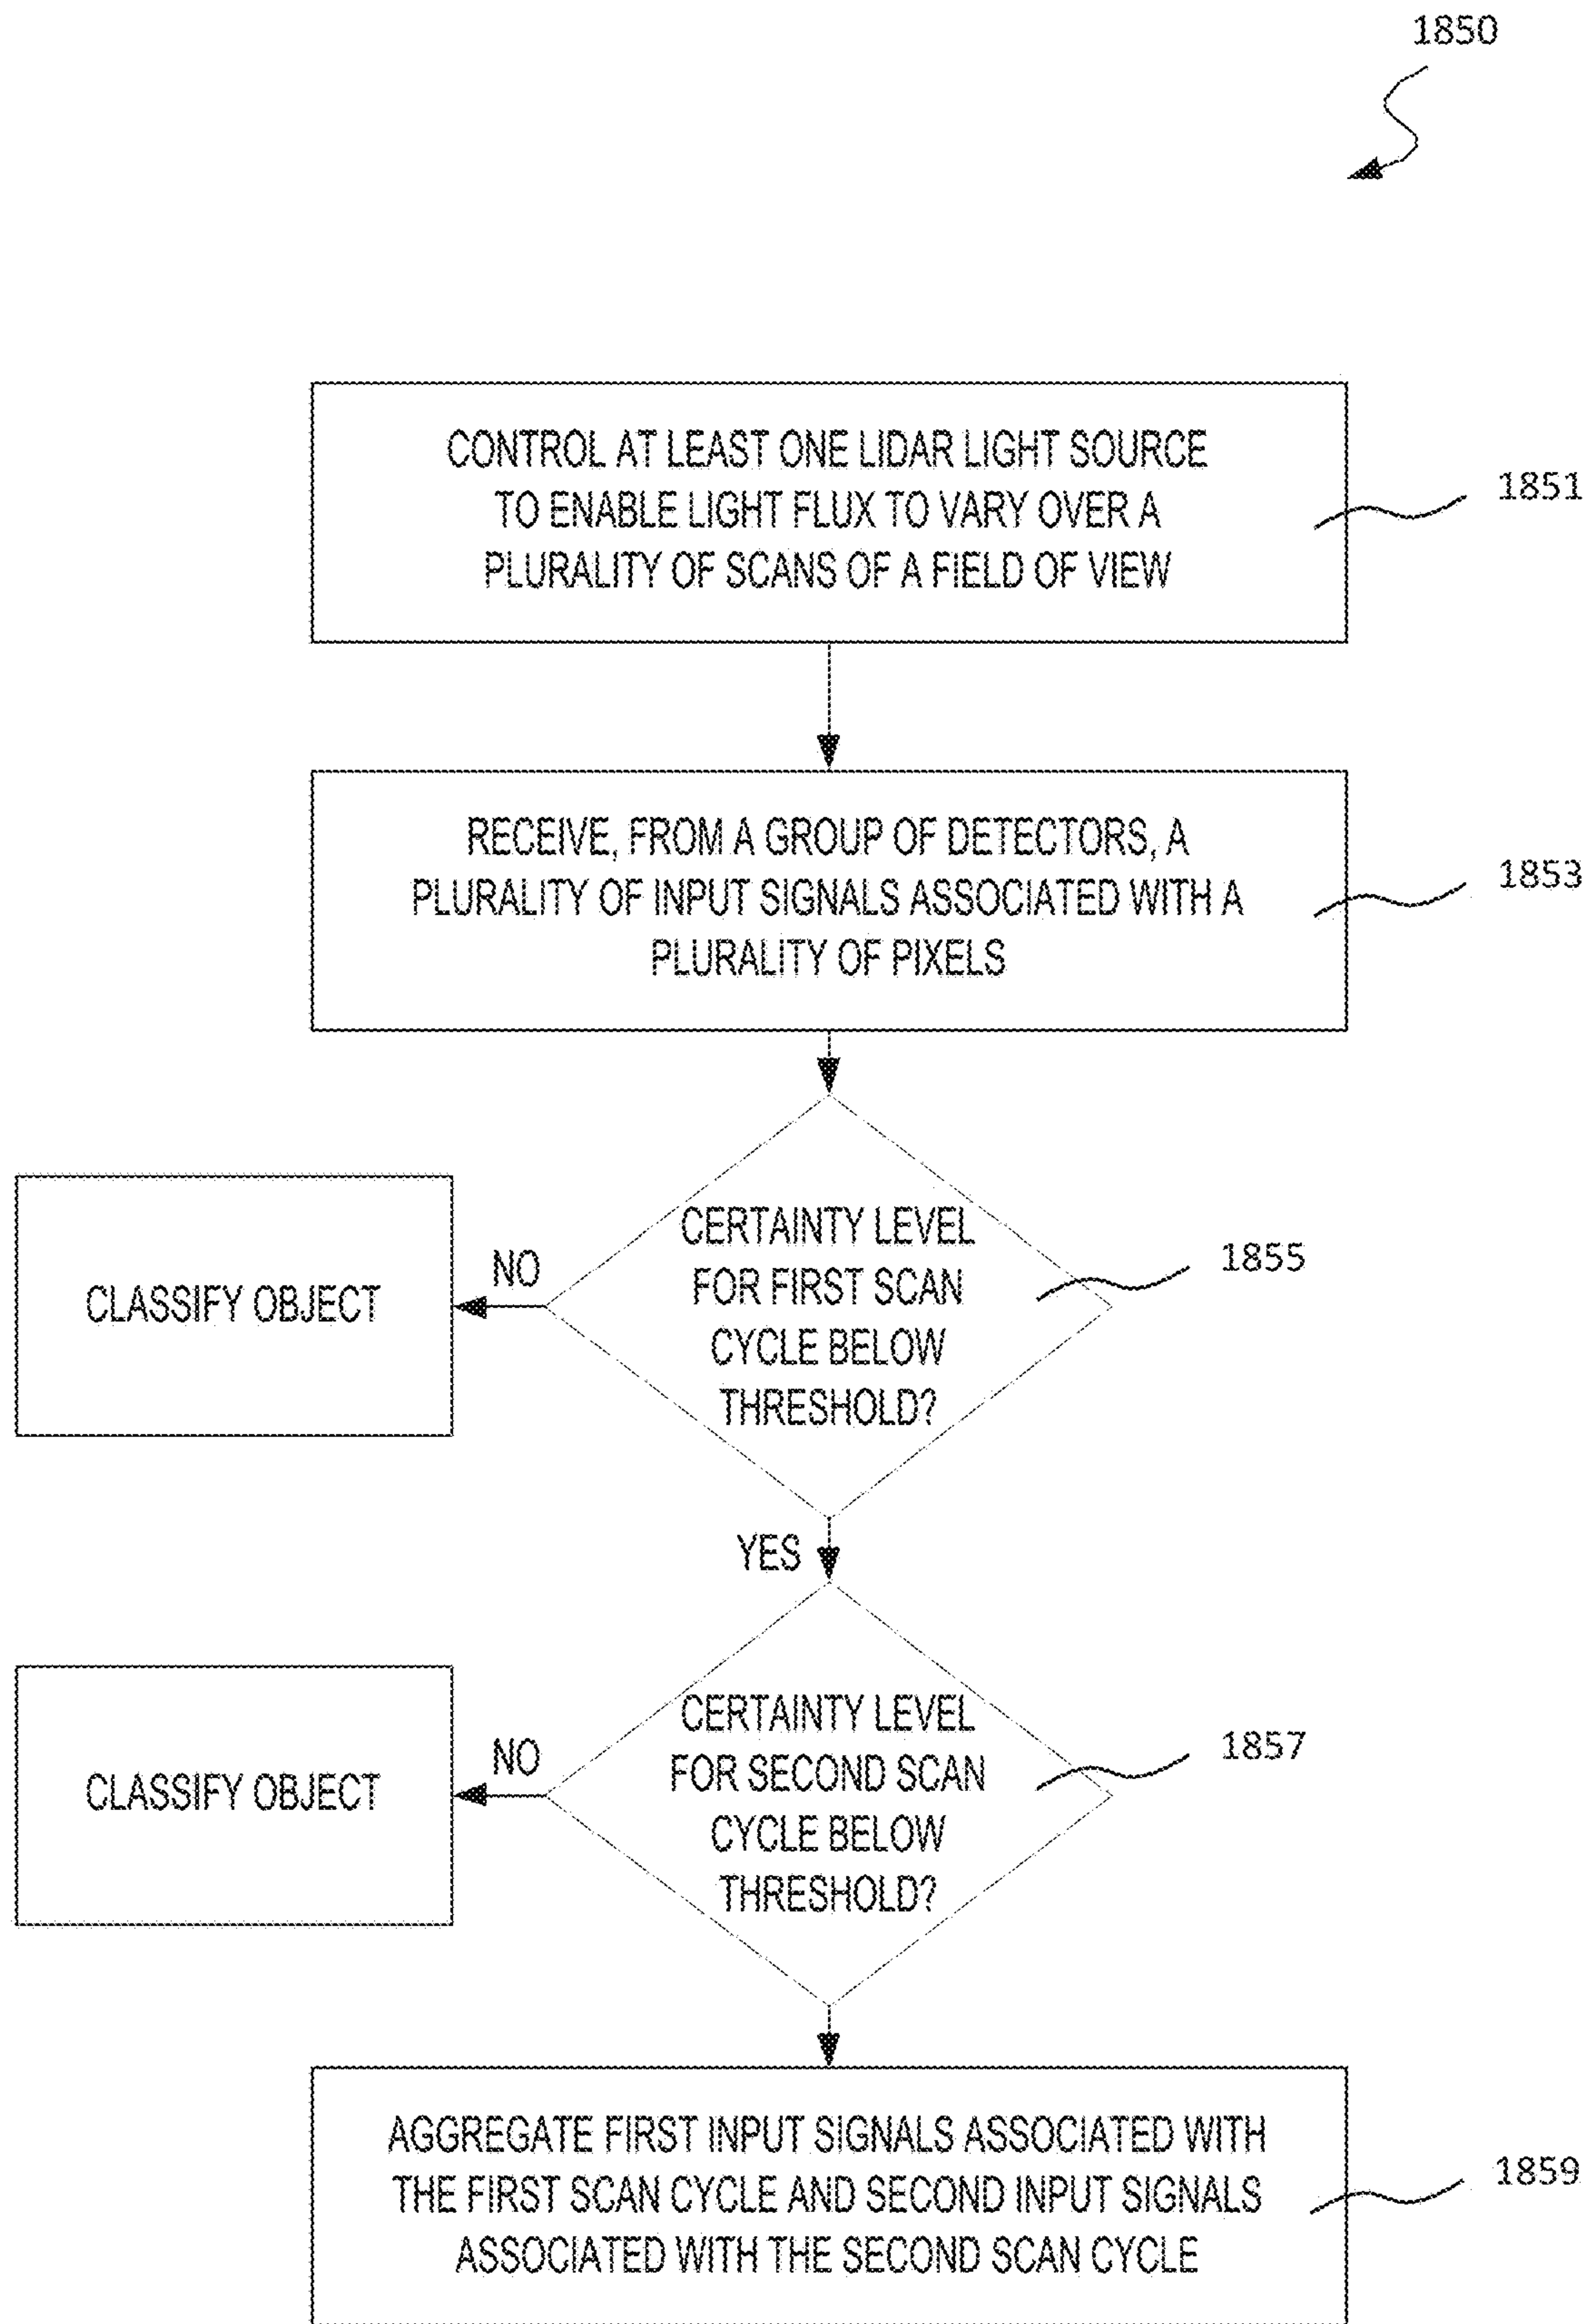 1850
CONTROL AT LEAST ONE LIDAR LIGHT SOURCE
TO ENABLE LIGHT FLUX TO VARY OVER A
PLURALITY OF SCANS OF A FIELD OF VIEW
1851
RECEIVE, FROM A GROUP OF DETECTORS, A
PLURALITY OF INPUT SIGNALS ASSOCIATED WITH A
PLURALITY OF PIXELS
1853
CERTAINTY LEVEL
FOR FIRST SCAN
CYCLE BELOW
THRESHOLD?
1855
NO
CLASSIFY OBJECT
YES
CERTAINTY LEVEL
FOR SECOND SCAN
CYCLE BELOW
THRESHOLD?
1857
NO
CLASSIFY OBJECT
AGGREGATE FIRST INPUT SIGNALS ASSOCIATED WITH
THE FIRST SCAN CYCLE AND SECOND INPUT SIGNALS
ASSOCIATED WITH THE SECOND SCAN CYCLE
1859